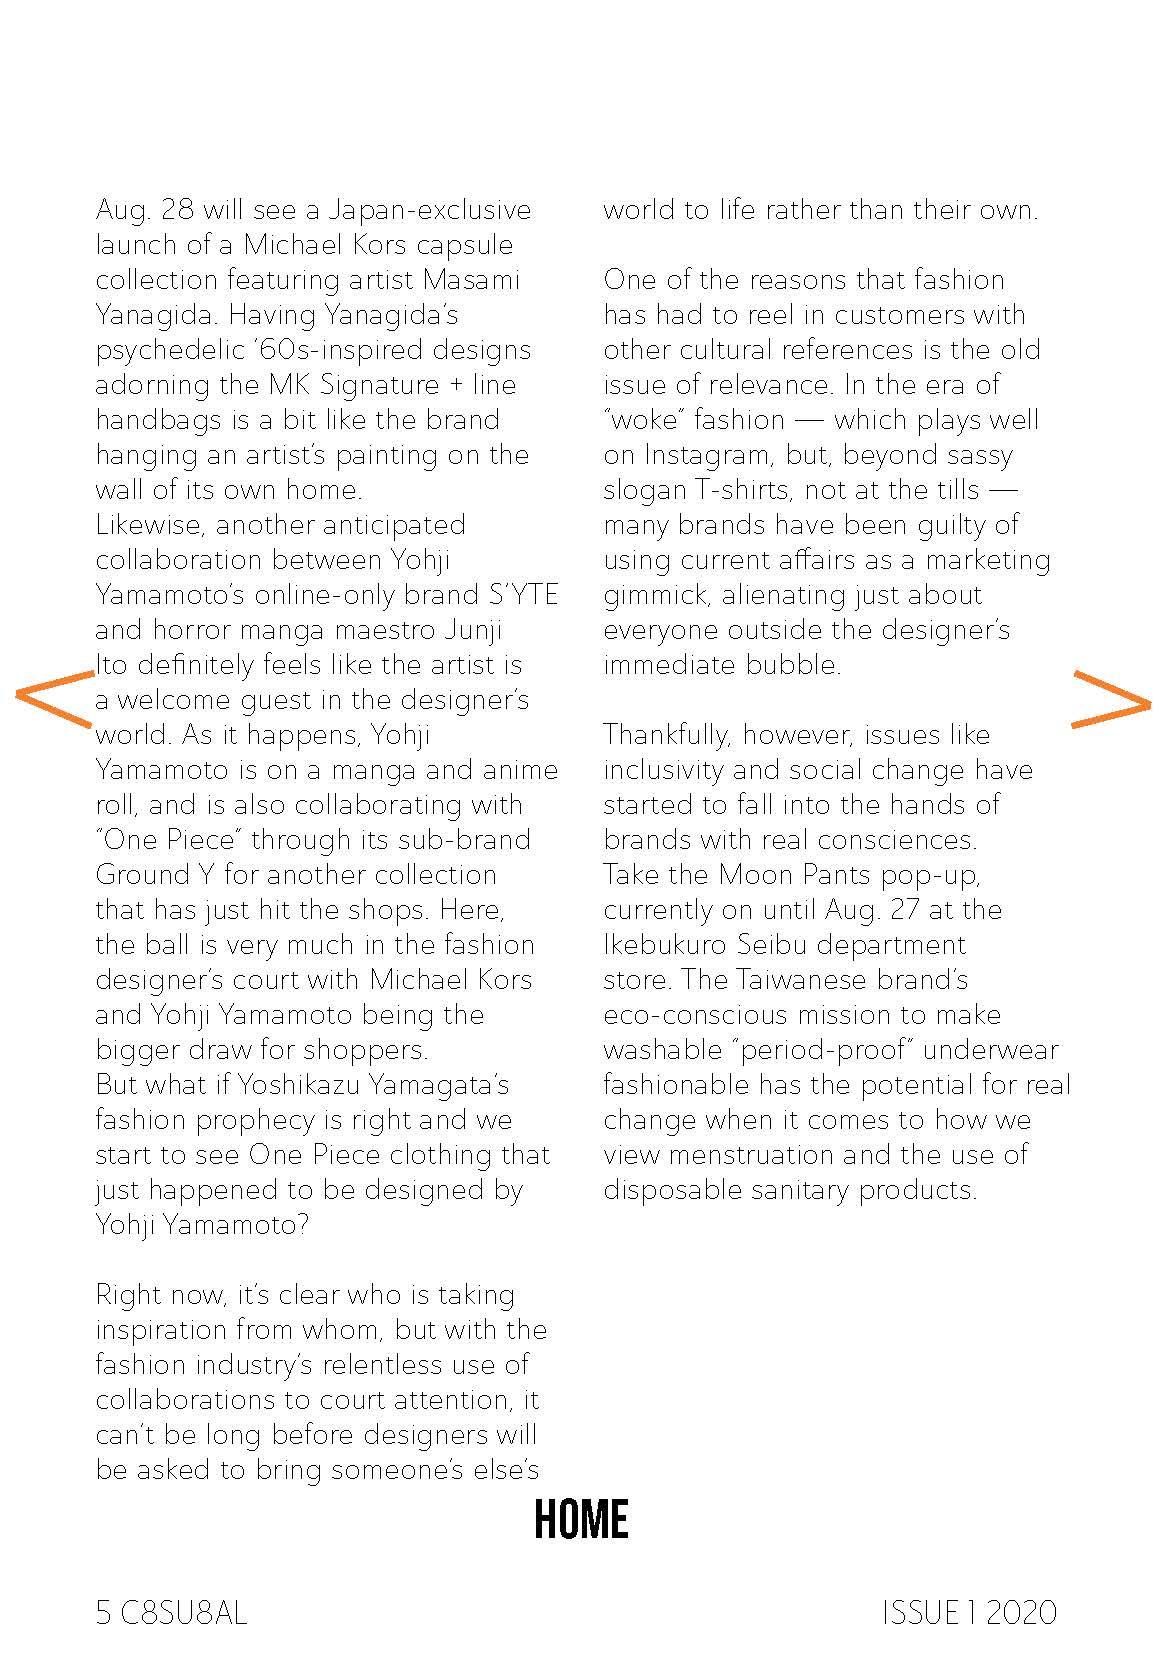 Aug. 28 will see a Japan-exclusive
launch of a Michael Kors capsule
collection featuring artist Masami
Yanagida. Having Yanagida’s
psychedelic ’60s-inspired designs
adorning the MK Signature + line
handbags is a bit like the brand
hanging an artist’s painting on the
wall of its own home.
Likewise, another anticipated
collaboration between Yohji
Yamamoto’s online-only brand S’YTE
and horror manga maestro Junji
Ito definitely feels like the artist is
a welcome guest in the designer’s
world. As it happens, Yohji
Yamamoto is on a manga and anime
roll, and is also collaborating with
“One Piece” through its sub-brand
Ground Y for another collection
that has just hit the shops. Here,
the ball is very much in the fashion
designer’s court with Michael Kors
and Yohji Yamamoto being the
bigger draw for shoppers.
But what if Yoshikazu Yamagata’s
fashion prophecy is right and we
start to see One Piece clothing that
just happened to be designed by
Yohji Yamamoto?
Right now, it’s clear who is taking
inspiration from whom, but with the
fashion industry’s relentless use of
collaborations to court attention, it
can’t be long before designers will
be asked to bring someone’s else’s
world to life rather than their own.
One of the reasons that fashion
has had to reel in customers with
other cultural references is the old
issue of relevance. In the era of
“woke” fashion — which plays well
on Instagram, but, beyond sassy
slogan T-shirts, not at the tills —
many brands have been guilty of
using current affairs as a marketing
gimmick, alienating just about
everyone outside the designer’s
immediate bubble.
Thankfully, however, issues like
inclusivity and social change have
started to fall into the hands of
brands with real consciences.
Take the Moon Pants pop-up,
currently on until Aug. 27 at the
Ikebukuro Seibu department
store. The Taiwanese brand’s
eco-conscious mission to make
washable “period-proof” underwear
fashionable has the potential for real
change when it comes to how we
view menstruation and the use of
disposable sanitary products.
HOME
5 C8SU8AL
ISSUE 1 2020